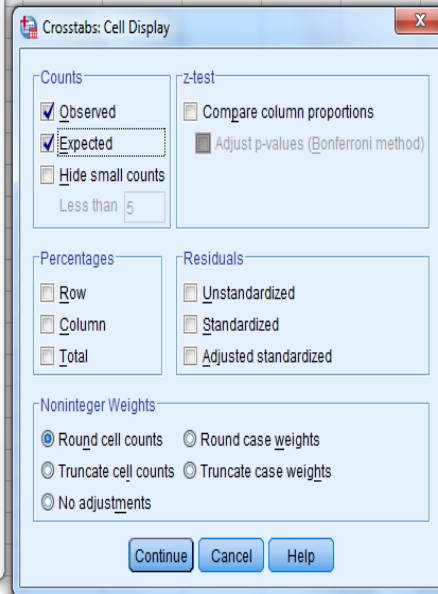 Crosstabs: Cell Display
X
Counts
Observed
Expected
Hide small counts
Less than 5
z-test
Compare column proportions
Adjust p-values (Bonferroni method)
Percentages
Row
Column
Total
Residuals
Unstandardized
Standardized
Adjusted standardized
Noninteger Weights
Round cell counts Round case weights
Truncate cell counts Truncate case weights
No adjustments
Continue Cancel Help